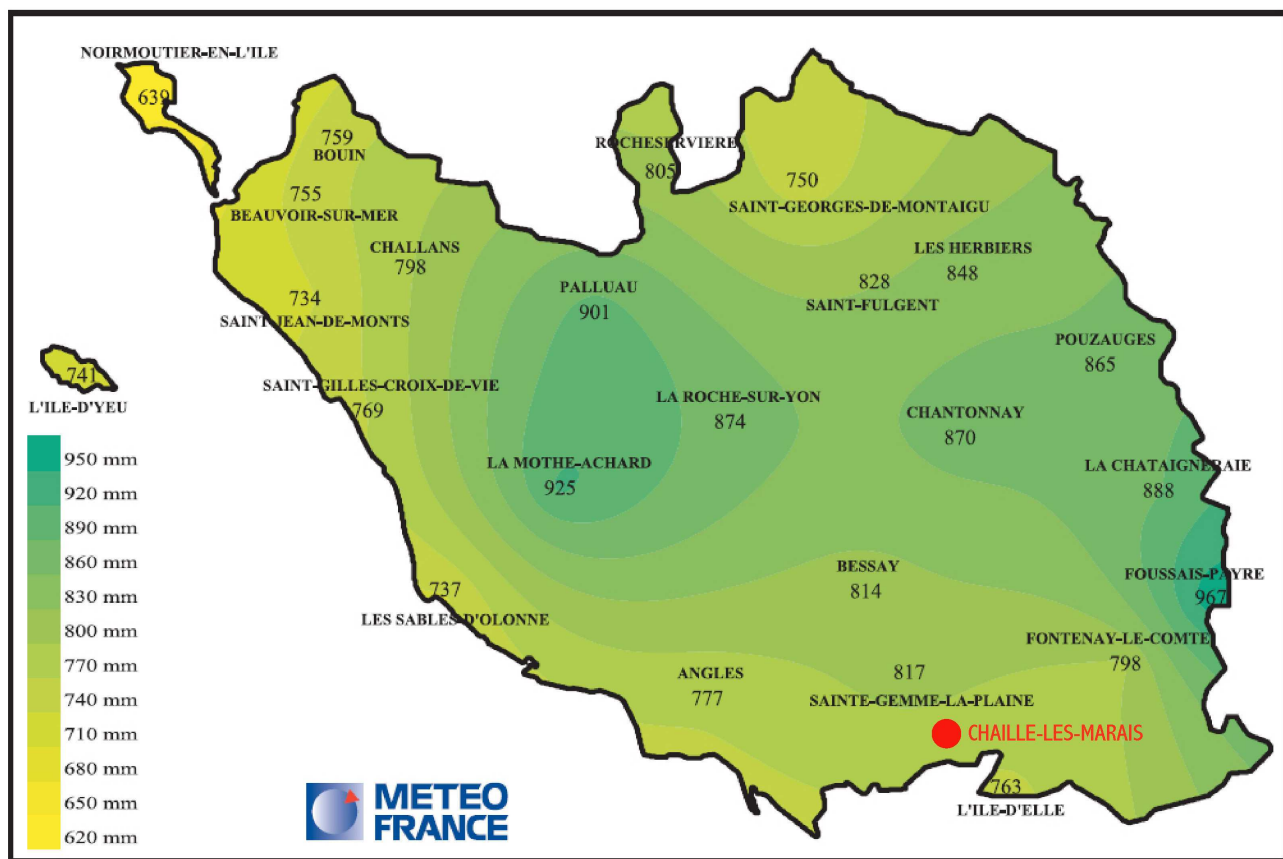 NOIRMOUTIER-EN-L'ILE
639
759
BOUIN
ROCHESERVIERE
805
750
755
BEAUVOIR-SUR-MER
SAINT-GEORGES-DE-MONTAIGU
CHALLANS
798
LES HERBIERS
848
828
SAINT-FULGENT
PALLUAU
901
734
SAINT-JEAN-DE-MONTS
POUZAUGES
865
741
L'ILE-D'YEU
SAINT-GILLES-CROIX-DE-VIE
769
LA ROCHE-SUR-YON
874
CHANTONNAY
870
LA MOTHE-ACHARD
925
LA CHATAIGNERAIE
888
950 mm
920 mm
890 mm
860 mm
830 mm
800 mm
770 mm
740 mm
710 mm
680 mm
650 mm
620 mm
BESSAY
814
FOUSSAIS-PAYRE
967
737
LES SABLES-D'OLONNE
FONTENAY-LE-COMTE
798
ANGLES
777
817
SAINTE-GEMME-LA-PLAINE
CHAILLE-LES-MARAIS
763
L'ILE-D'ELLE
METEO
FRANCE